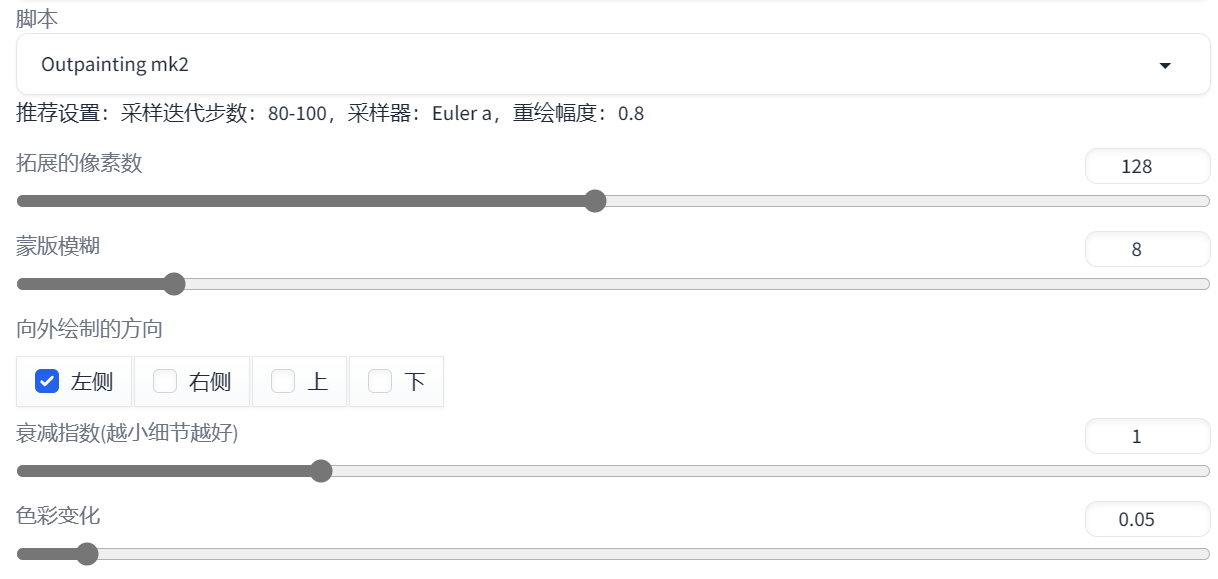 脚本
Outpainting mk2
推荐设置：采样迭代步数：80-100，采样器：Euler a，重绘幅度：0.8
拓展的像素数 128
蒙版模糊 8
向外绘制的方向
左侧 右侧 上 下
衰减指数(越小细节越好) 1
色彩变化 0.05